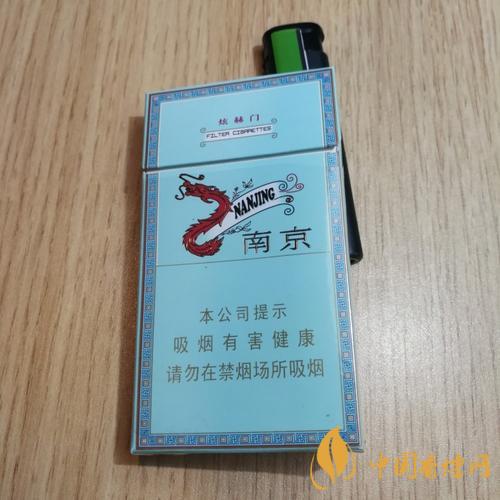 炫赫门
FILTER CIGARETTES
NANJING
南京
本公司提示
吸烟有害健康
请勿在禁烟场所吸烟
中国香烟网